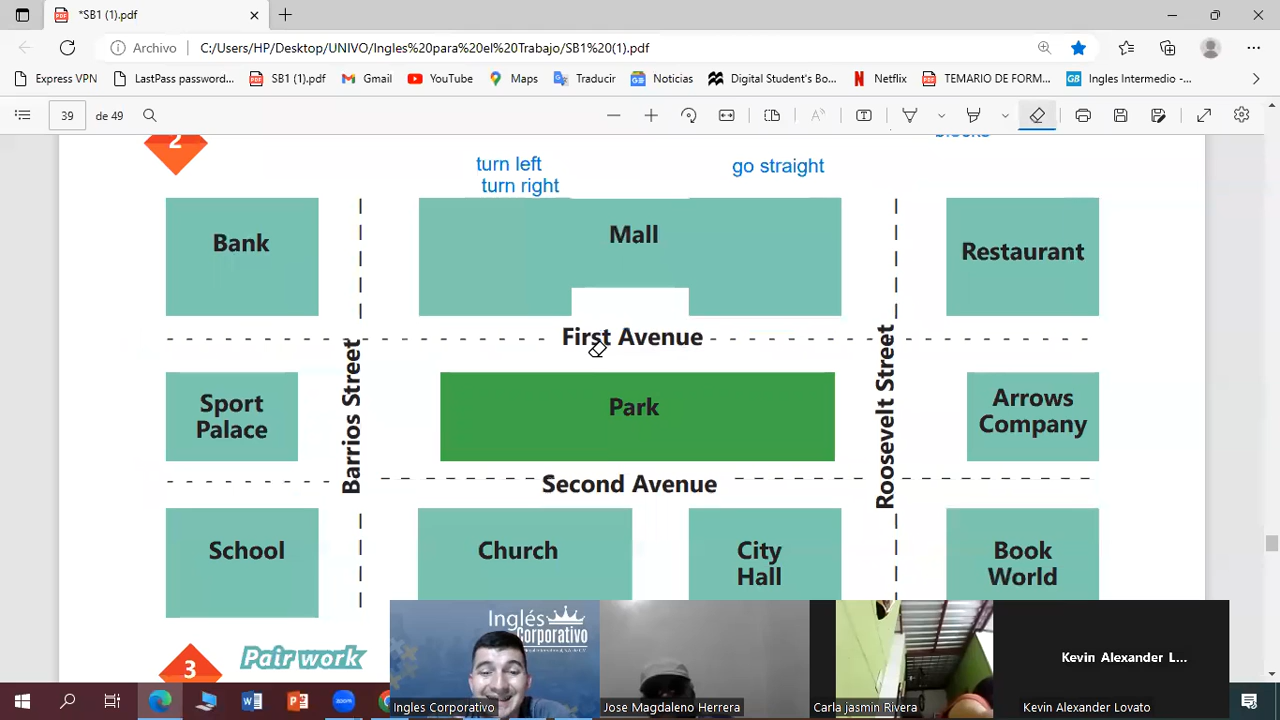 *SB1 (1).pdf
Archivo
C:/Users/HP/Desktop/UNIVO/Ingles%20para%20el%20Trabajo/SB1%20(1).pdf
Express VPN
LastPass password...
SB1 (1).pdf
Gmail
YouTube
Maps
Traducir
Noticias
Digital Student's Bo...
Netflix
TEMARIO DE FORM...
Ingles Intermedio -...
39
de 49
2
blocks
turn left
go straight
turn right
Bank
Mall
Restaurant
First Avenue
Barrios Street
Roosevelt Street
Sport
Palace
Park
Arrows
Company
Second Avenue
School
Church
City
Hall
Book
World
3
Pair work
Inglés
Corporativo
Kevin Alexander L...
Ingles Corporativo
Jose Magdaleno Herrera
Carla jasmin Rivera
Kevin Alexander Lovato